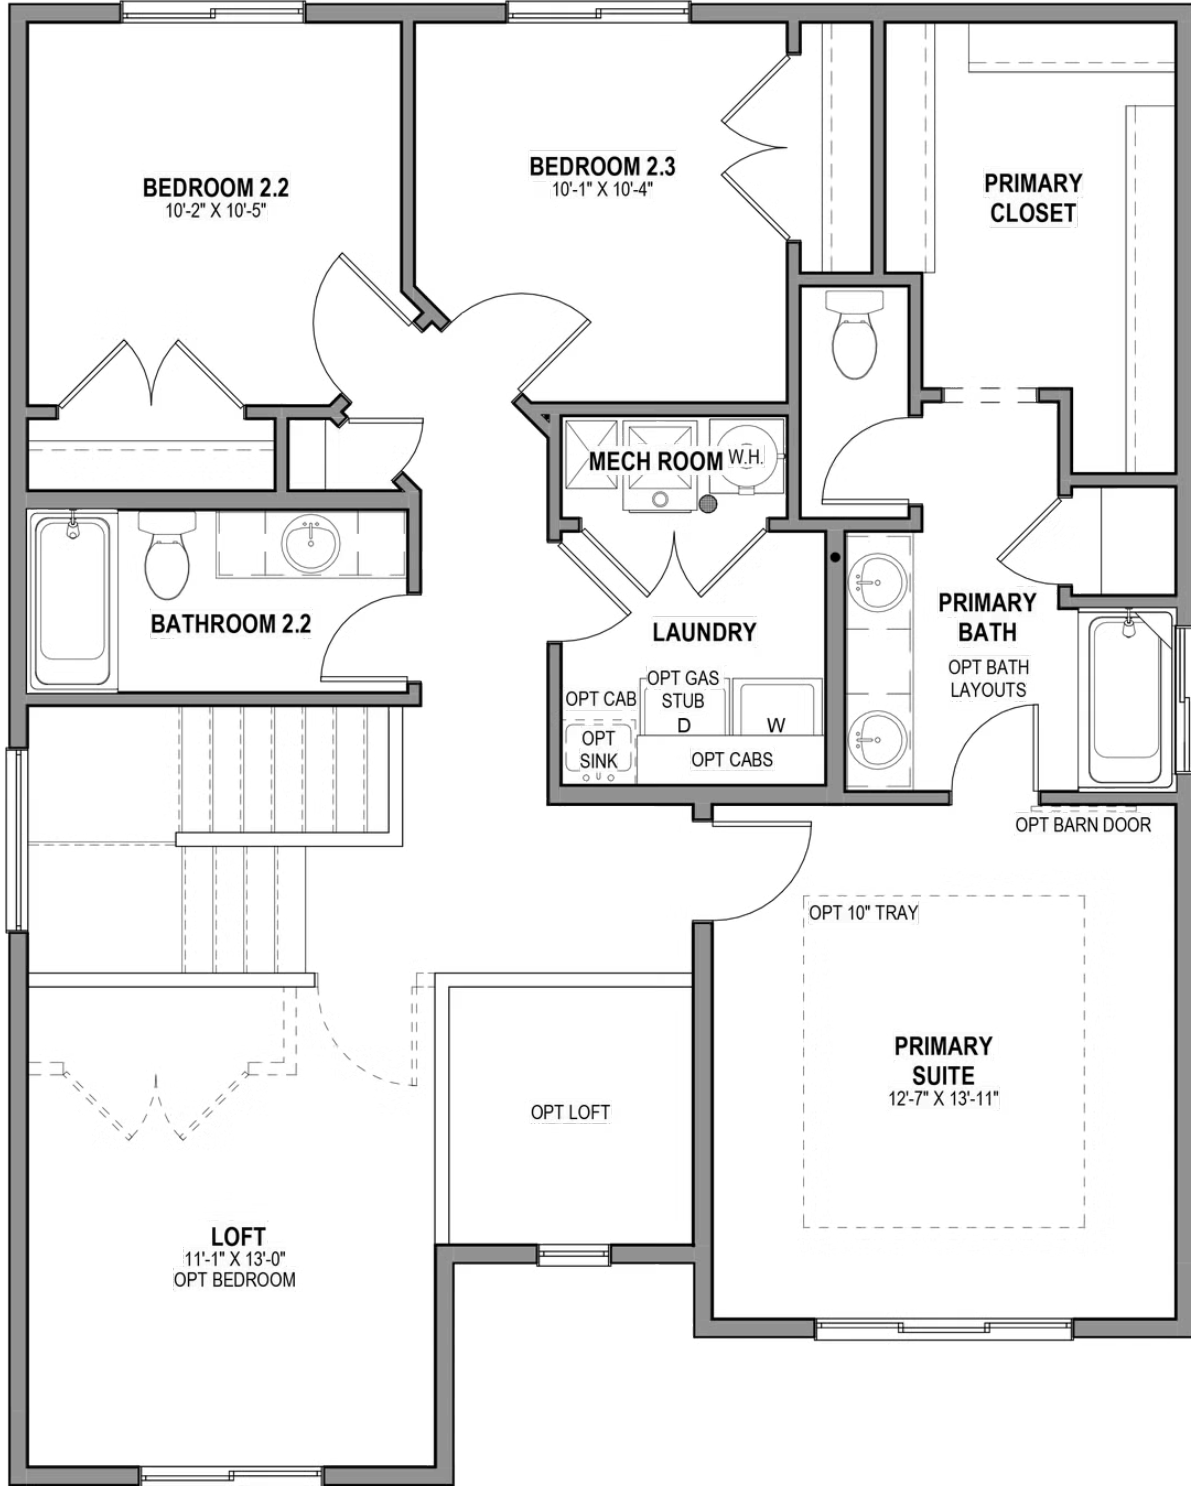 BEDROOM 2.2
10'-2" X 10'-5"
BEDROOM 2.3
10'-1" X 10'-4"
PRIMARY
CLOSET
MECH ROOM
W.H.
BATHROOM 2.2
LAUNDRY
PRIMARY
BATH
OPT BATH
LAYOUTS
OPT CAB
OPT GAS
STUB
D
W
OPT
SINK
OPT CABS
OPT BARN DOOR
OPT 10" TRAY
PRIMARY
SUITE
12'-7" X 13'-11"
OPT LOFT
LOFT
11'-1" X 13'-0"
OPT BEDROOM